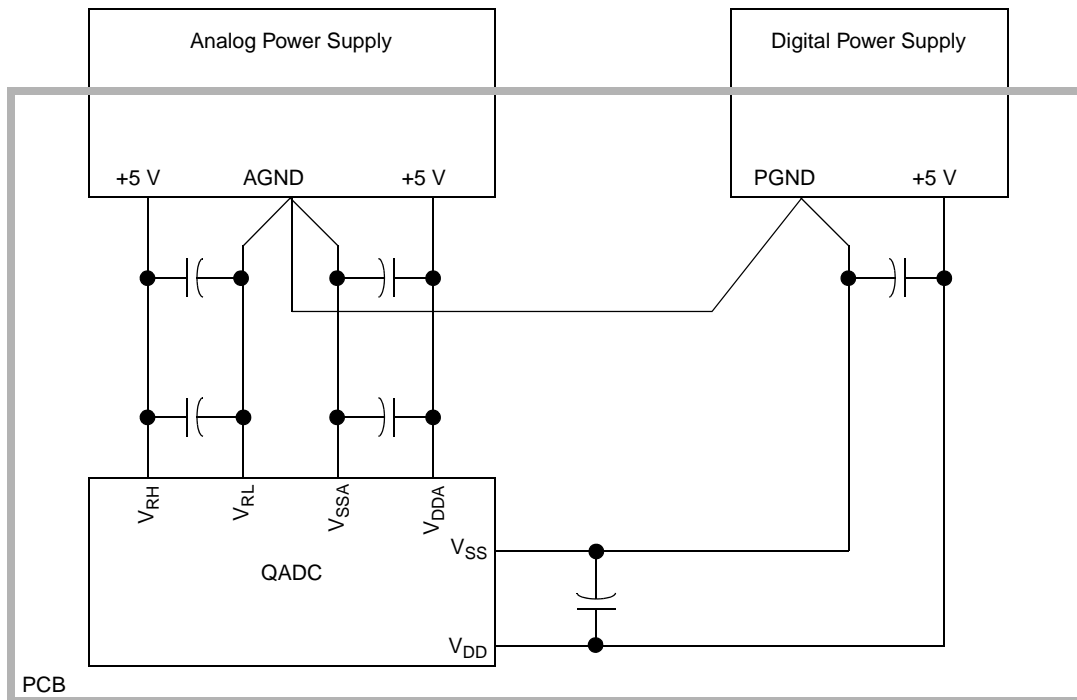 Analog Power Supply
Digital Power Supply
+5 V
AGND
+5 V
PGND
+5 V
VRH
VRL
VSSA
VDDA
VSS
QADC
VDD
PCB